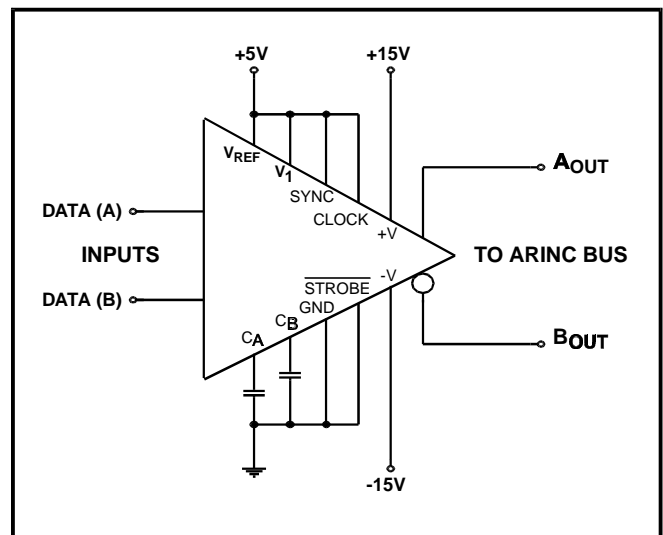 +5V
+15V
VREF
V1
SYNC
CLOCK
+V
AOUT
DATA (A)
INPUTS
TO ARINC BUS
DATA (B)
STROBE
-V
GND
CB
CA
BOUT
-15V